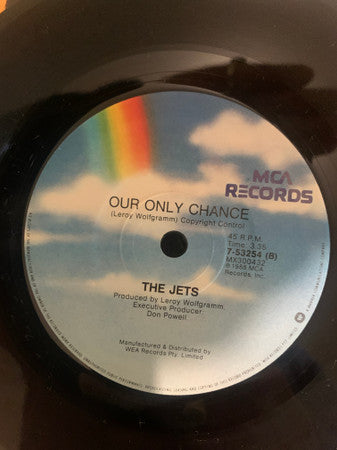 MCA
RECORDS
OUR ONLY CHANCE
(Leroy Wolfgramm) Copyright Control
45 R.P.M.
Time: 3.35
7-53254 (B)
MX300432
℗ 1988 MCA
Records, Inc.
THE JETS
Produced by Leroy Wolfgramm
Executive Producer
Don Powell
Manufactured & Distributed by
WEA Records Pty. Limited